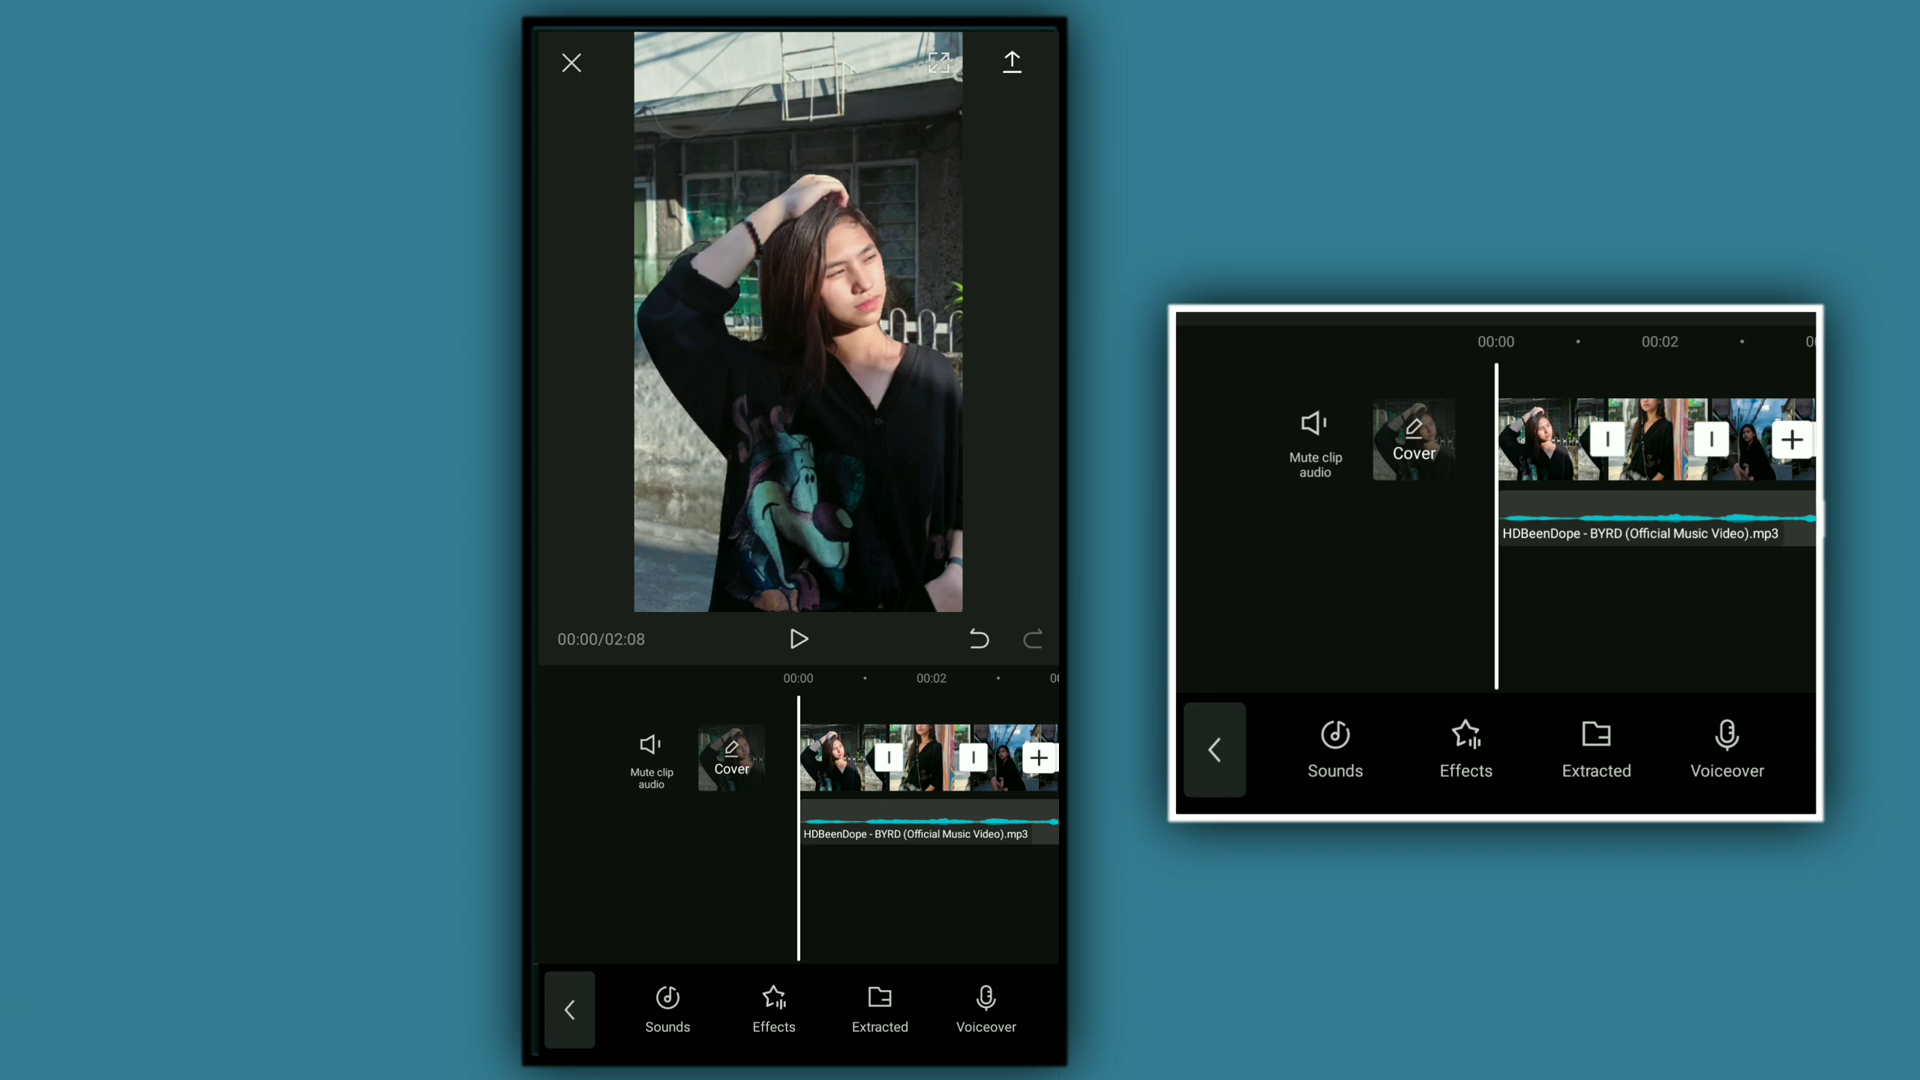 00:00/02:08
00:00
00:02
Mute clip
audio
Cover
HDBeenDope - BYRD (Official Music Video).mp3
Sounds
Effects
Extracted
Voiceover
00:00
00:02
Mute clip
audio
Cover
HDBeenDope - BYRD (Official Music Video).mp3
Sounds
Effects
Extracted
Voiceover